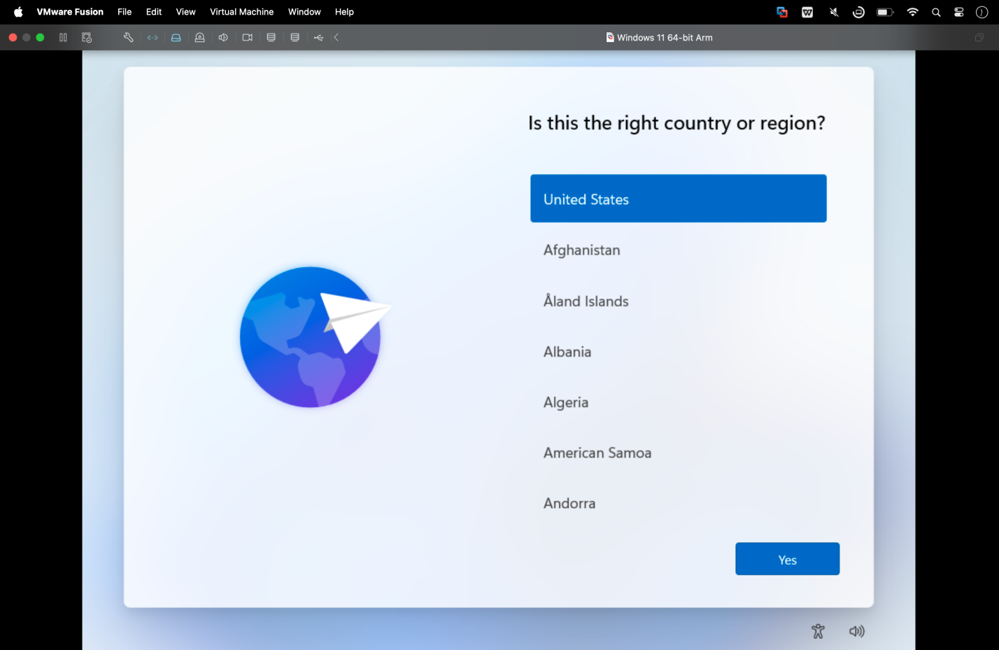 VMware Fusion File Edit View Virtual Machine Window Help
Windows 11 64-bit Arm
Is this the right country or region?
United States
Afghanistan
Åland Islands
Albania
Algeria
American Samoa
Andorra
Yes